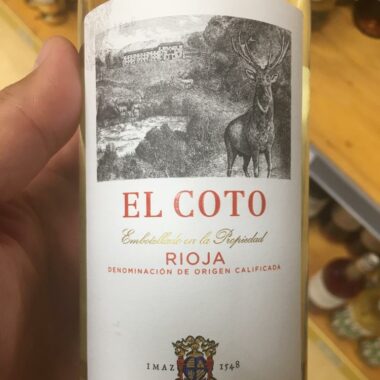 EL COTO
Embotellado en la Propiedad
RIOJA
DENOMINACIÓN DE ORIGEN CALIFICADA
IMAZ 1548